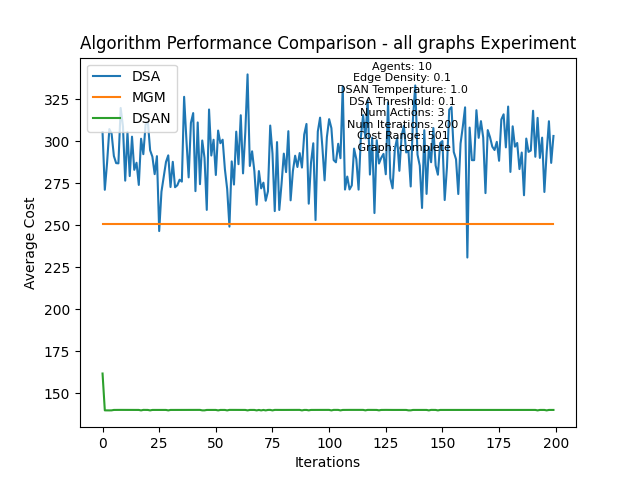 Algorithm Performance Comparison - all graphs Experiment
DSA
MGM
DSAN
Agents: 10
Edge Density: 0.1
DSAN Temperature: 1.0
DSA Threshold: 0.1
Num Actions: 3
Num Iterations: 200
Cost Range: 501
Graph: complete
Average Cost
325
300
275
250
225
200
175
150
0
25
50
75
100
125
150
175
200
Iterations